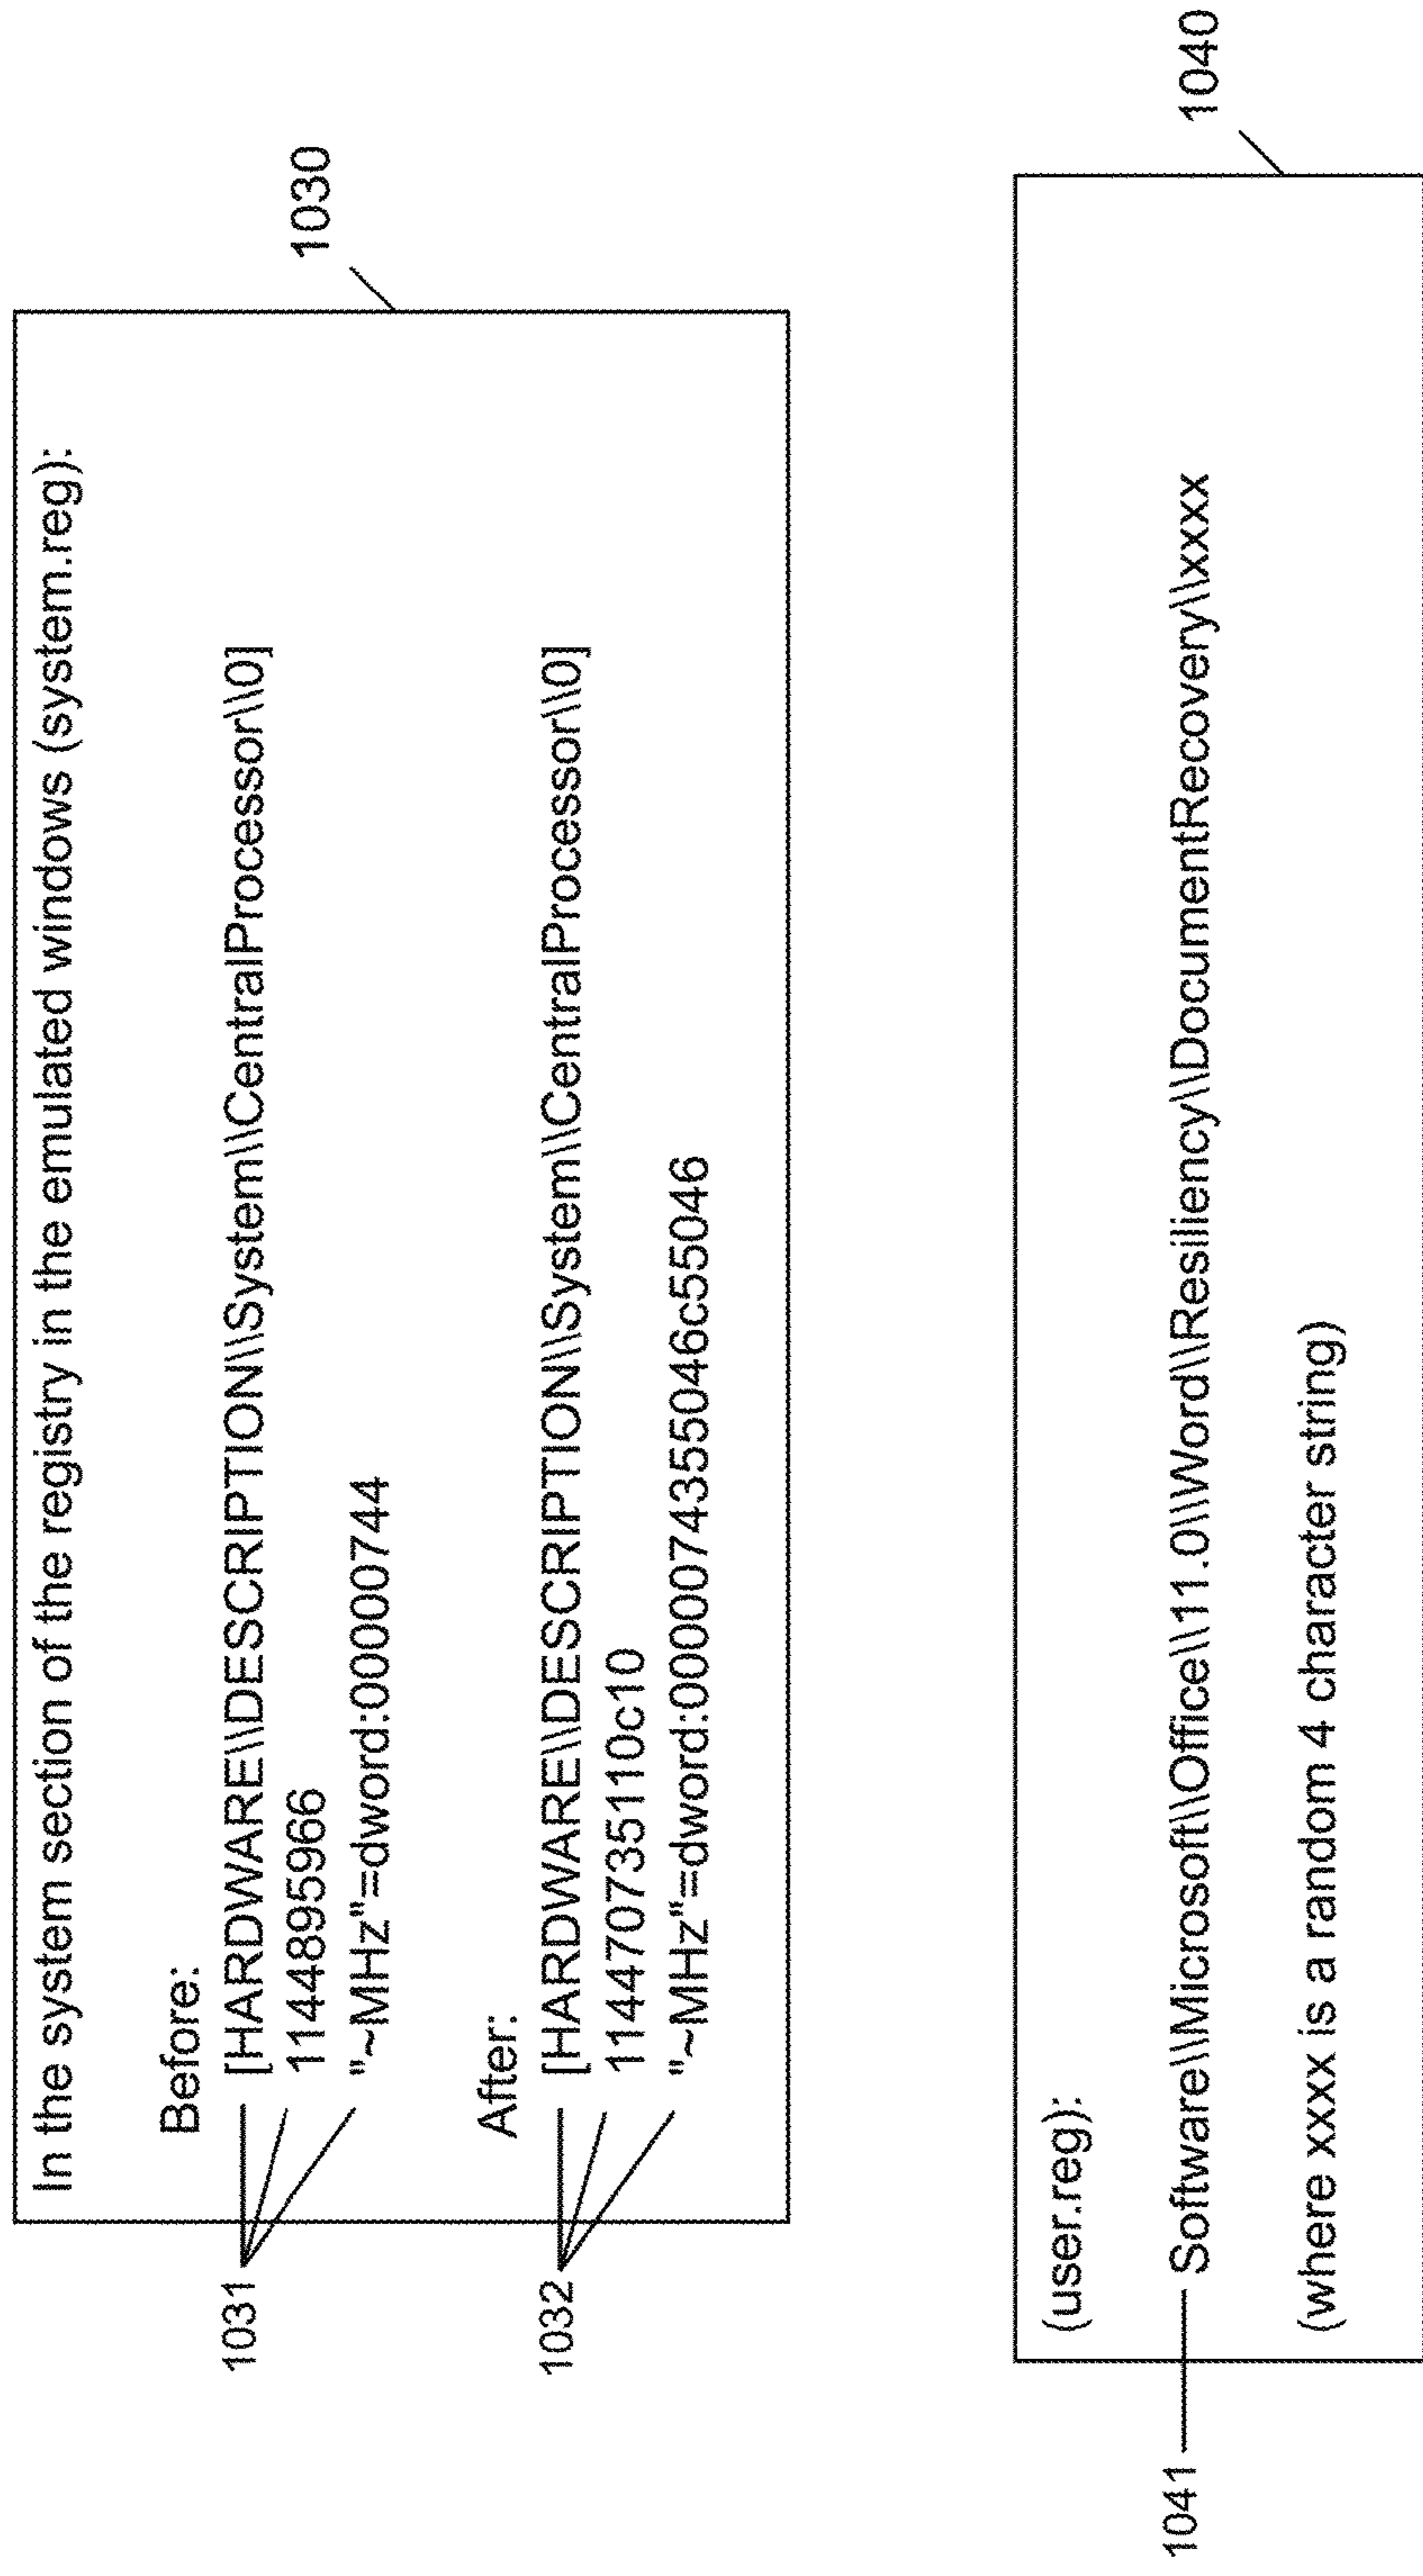 In the system section of the registry in the emulated windows (system.reg):
1030
Before:
1031
[HARDWARE\\DESCRIPTION\\System\\CentralProcessor\\0]
1144895966
"~MHz"=dword:00000744
After:
1032
[HARDWARE\\DESCRIPTION\\System\\CentralProcessor\\0]
114470735110c10
"~MHz"=dword:00000074355046c55046
1040
(user.reg):
1041
Software\\Microsoft\\Office\\11.0\\Word\\Resiliency\\DocumentRecovery\\xxxx
(where xxxx is a random 4 character string)